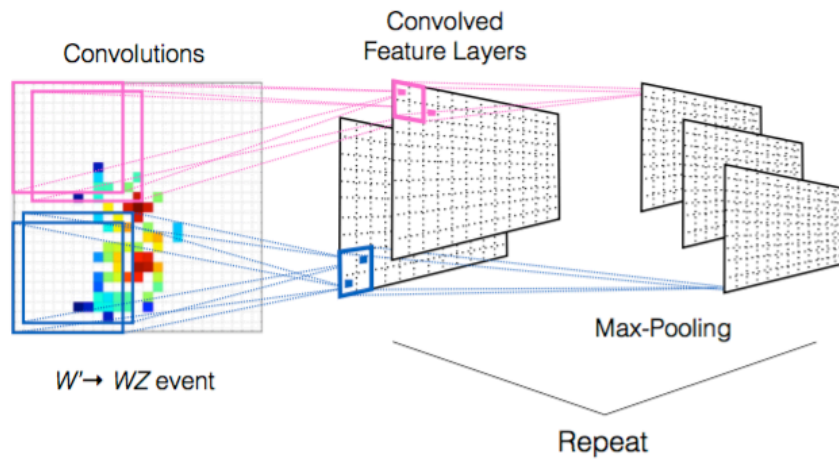 Convolutions
Convolved
Feature Layers
Max-Pooling
W'→ WZ event
Repeat